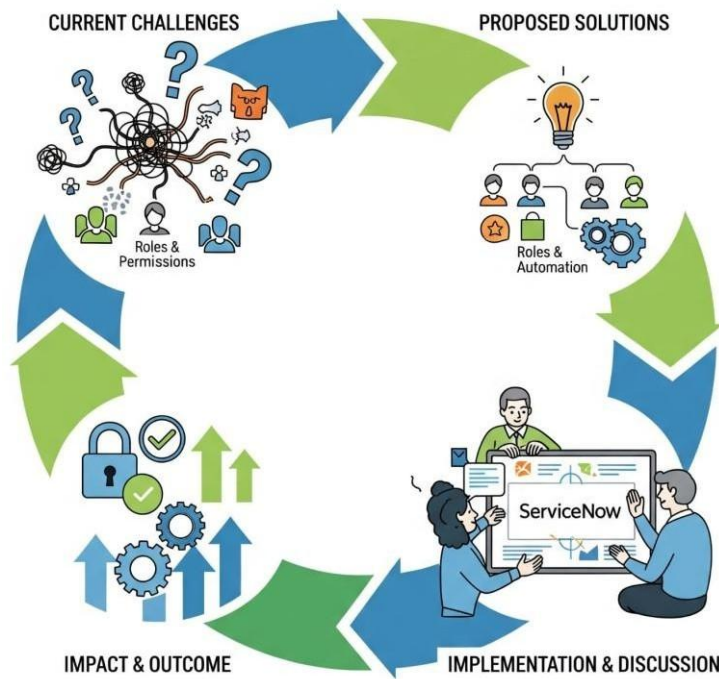 CURRENT CHALLENGES
PROPOSED SOLUTIONS
Roles &
Permissions
Roles &
Automation
ServiceNow
IMPACT & OUTCOME
IMPLEMENTATION & DISCUSSION